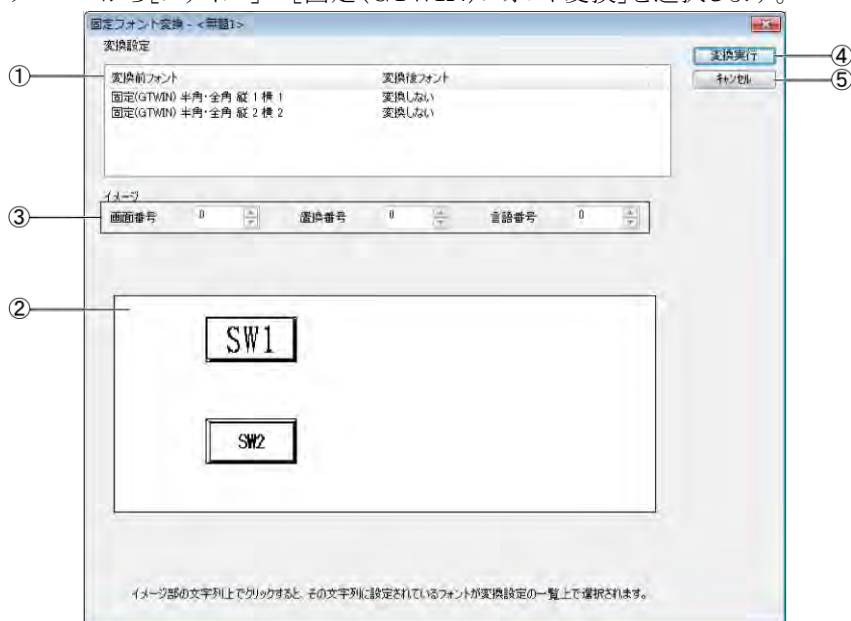 から[ 」 [固定(GTWIN)フォント変換」を選択します。
固定フォント変換 - <無題1>
変換設定
変換実行 ④
① 変換前フォント 変換後フォント キャンセル ⑤
固定(GTWIN) 半角・全角 縦 1 横 1 変換しない
固定(GTWIN) 半角・全角 縦 2 横 2 変換しない
イメージ
③ 画面番号 0 置換番号 0 言語番号 0
②
SW1
SW2
イメージ部の文字列上でクリックすると、その文字列に設定されているフォントが変換設定の一覧上で選択されます。